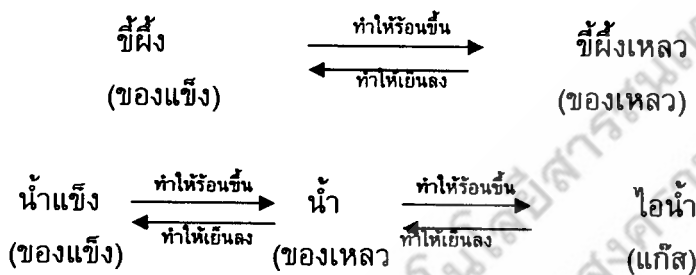 ขี้ผึ้ง ทำให้ร้อนขึ้น ขี้ผึ้งเหลว
ทำให้เย็นลง
(ของแข็ง) (ของเหลว)
น้ำแข็ง ทำให้ร้อนขึ้น น้ำ ทำให้ร้อนขึ้น ไอน้ำ
(ของแข็ง) ทำให้เย็นลง (ของเหลว ทำให้เย็นลง (แก๊ส)